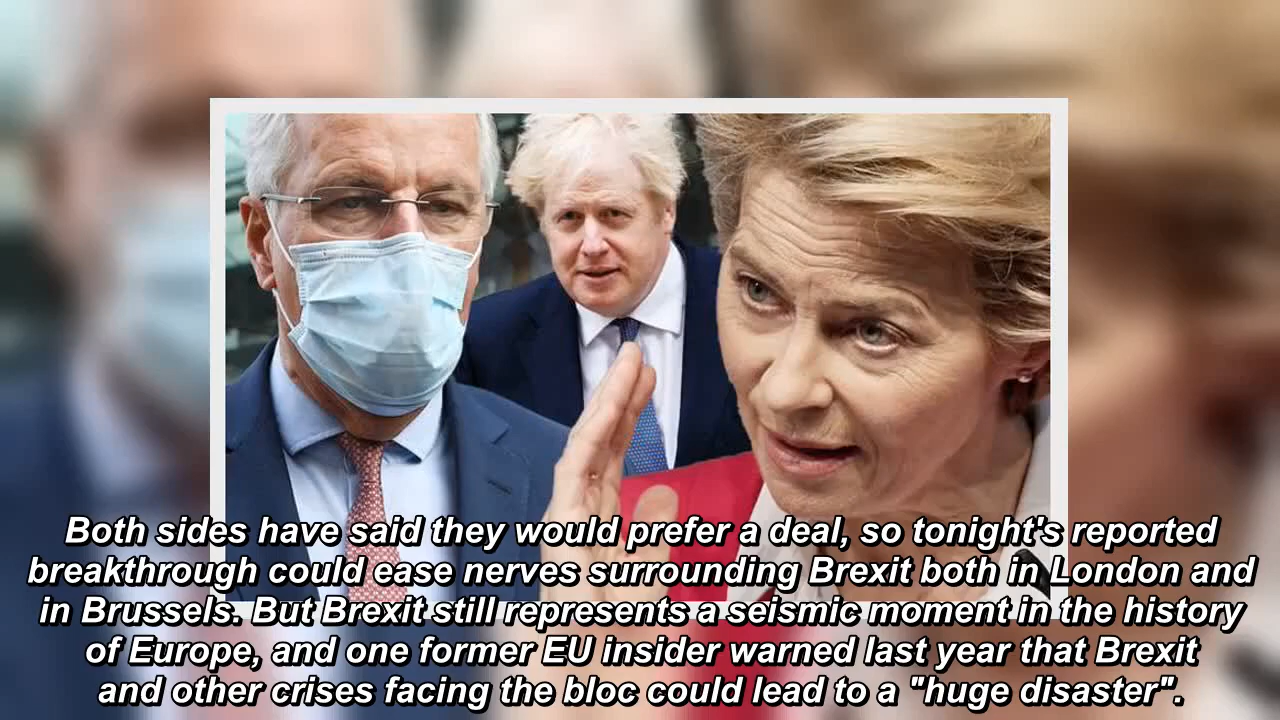 Both sides have said they would prefer a deal, so tonight's reported
breakthrough could ease nerves surrounding Brexit both in London and
in Brussels. But Brexit still represents a seismic moment in the history
of Europe, and one former EU insider warned last year that Brexit
and other crises facing the bloc could lead to a "huge disaster".